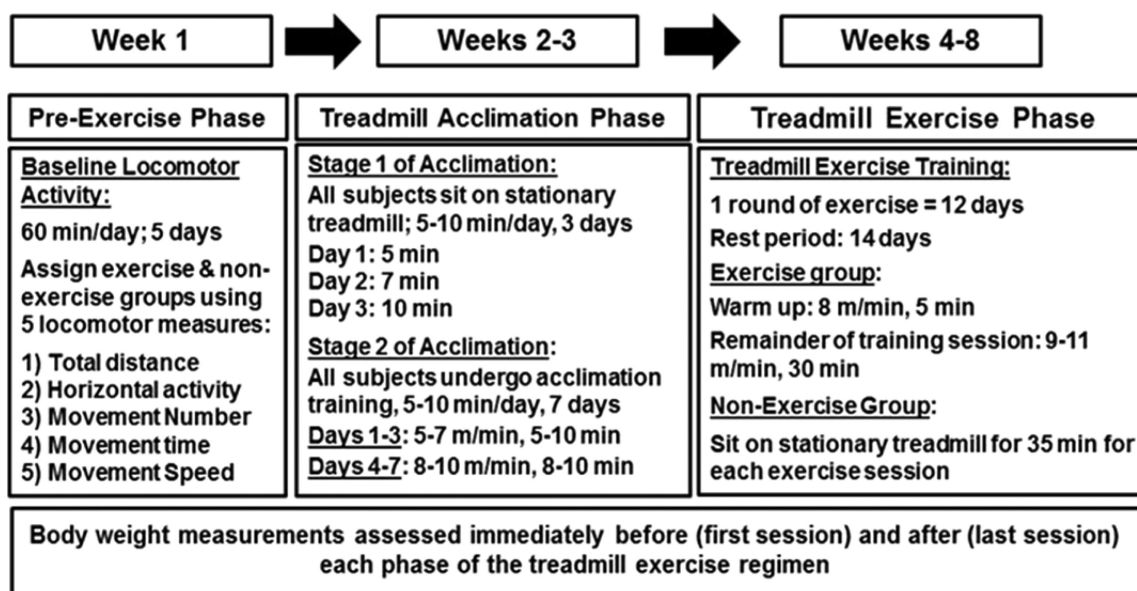 Week 1
Weeks 2-3
Weeks 4-8
Pre-Exercise Phase
Baseline Locomotor
Activity:
60 min/day; 5 days
Assign exercise & non-
exercise groups using
5 locomotor measures:
1) Total distance
2) Horizontal activity
3) Movement Number
4) Movement time
5) Movement Speed
Treadmill Acclimation Phase
Stage 1 of Acclimation:
All subjects sit on stationary
treadmill; 5-10 min/day, 3 days
Day 1: 5 min
Day 2: 7 min
Day 3: 10 min
Stage 2 of Acclimation:
All subjects undergo acclimation
training, 5-10 min/day, 7 days
Days 1-3: 5-7 m/min, 5-10 min
Days 4-7: 8-10 m/min, 8-10 min
Treadmill Exercise Phase
Treadmill Exercise Training:
1 round of exercise = 12 days
Rest period: 14 days
Exercise group:
Warm up: 8 m/min, 5 min
Remainder of training session: 9-11
m/min, 30 min
Non-Exercise Group:
Sit on stationary treadmill for 35 min for
each exercise session
Body weight measurements assessed immediately before (first session) and after (last session)
each phase of the treadmill exercise regimen